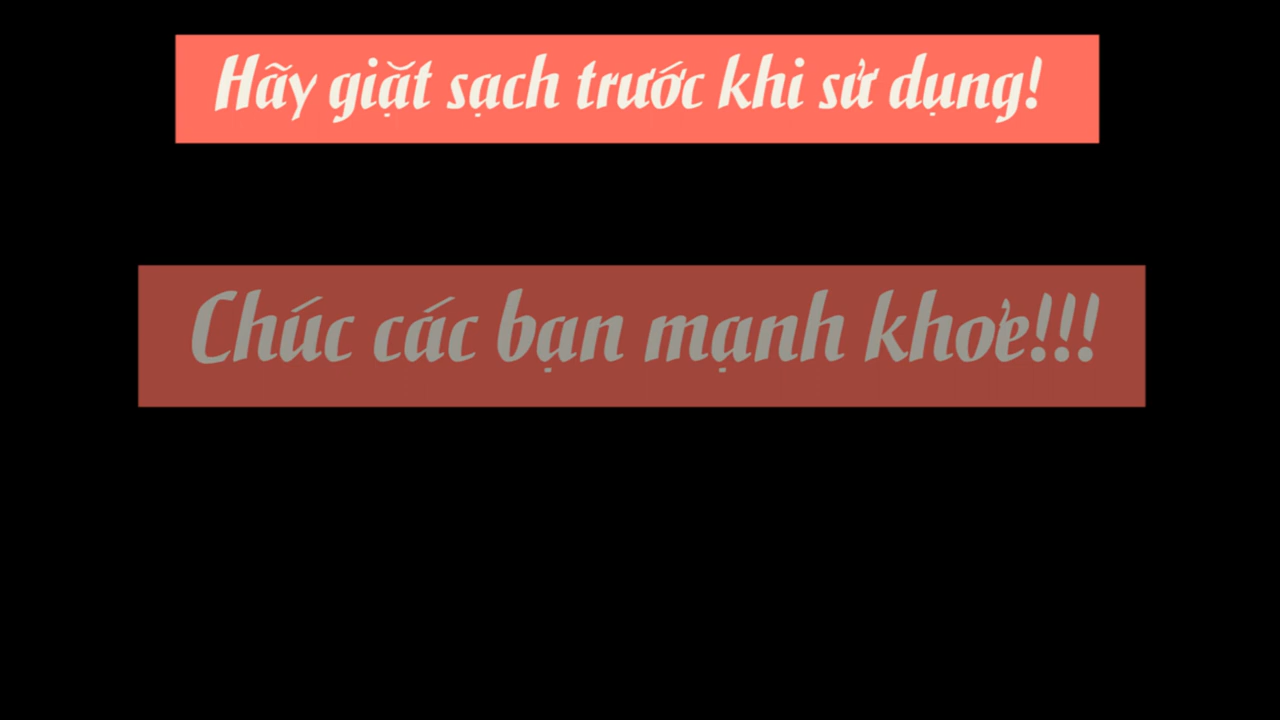 Hãy giặt sạch trước khi sử dụng!
Chúc các bạn mạnh khoẻ!!!